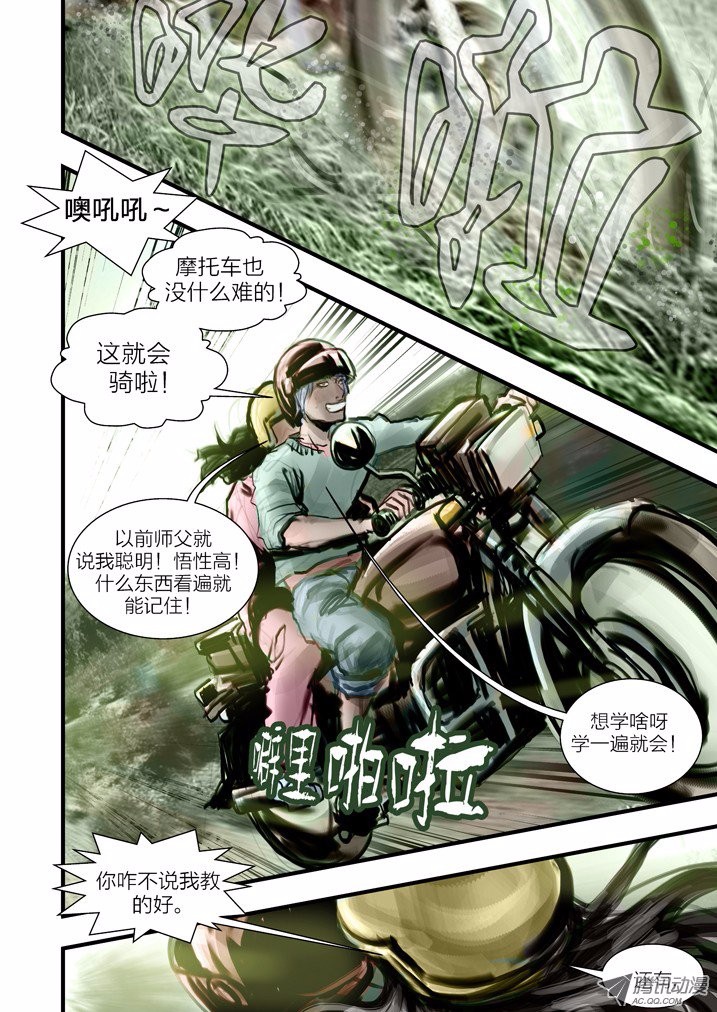 哗啦
噢吼吼～
摩托车也
没什么难的！
这就会
骑啦！
以前师父就
说我聪明！悟性高！
什么东西看遍就
能记住！
想学啥呀
学一遍就会！
噼里啪啦
你咋不说我教
的好。
还有，
腾讯动漫
AC.QQ.COM